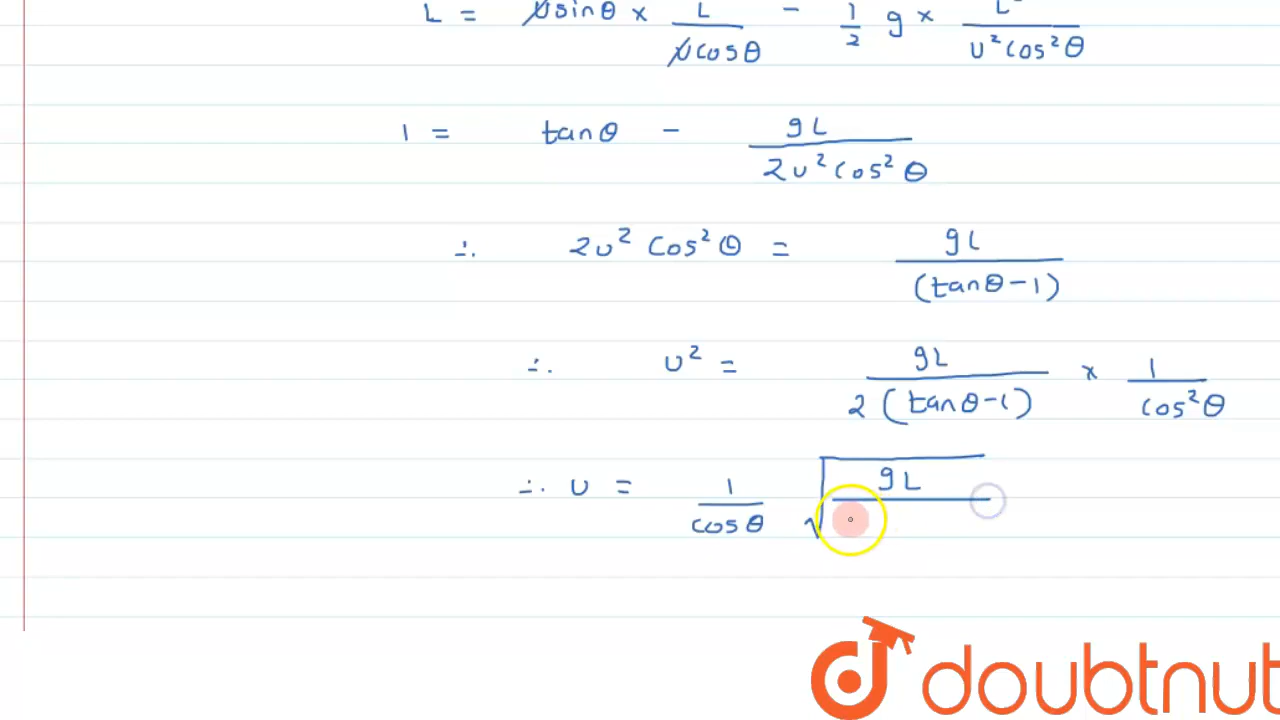 L = u sinθ × L / u cosθ - 1/2 g × L / u² cos²θ
1 = tanθ - gL / 2u² cos²θ
∴ 2u² cos²θ = gL / (tanθ-1)
∴ u² = gL / 2(tanθ-1) × 1 / cos²θ
∴ u = 1 / cosθ √ gL
doubtnut